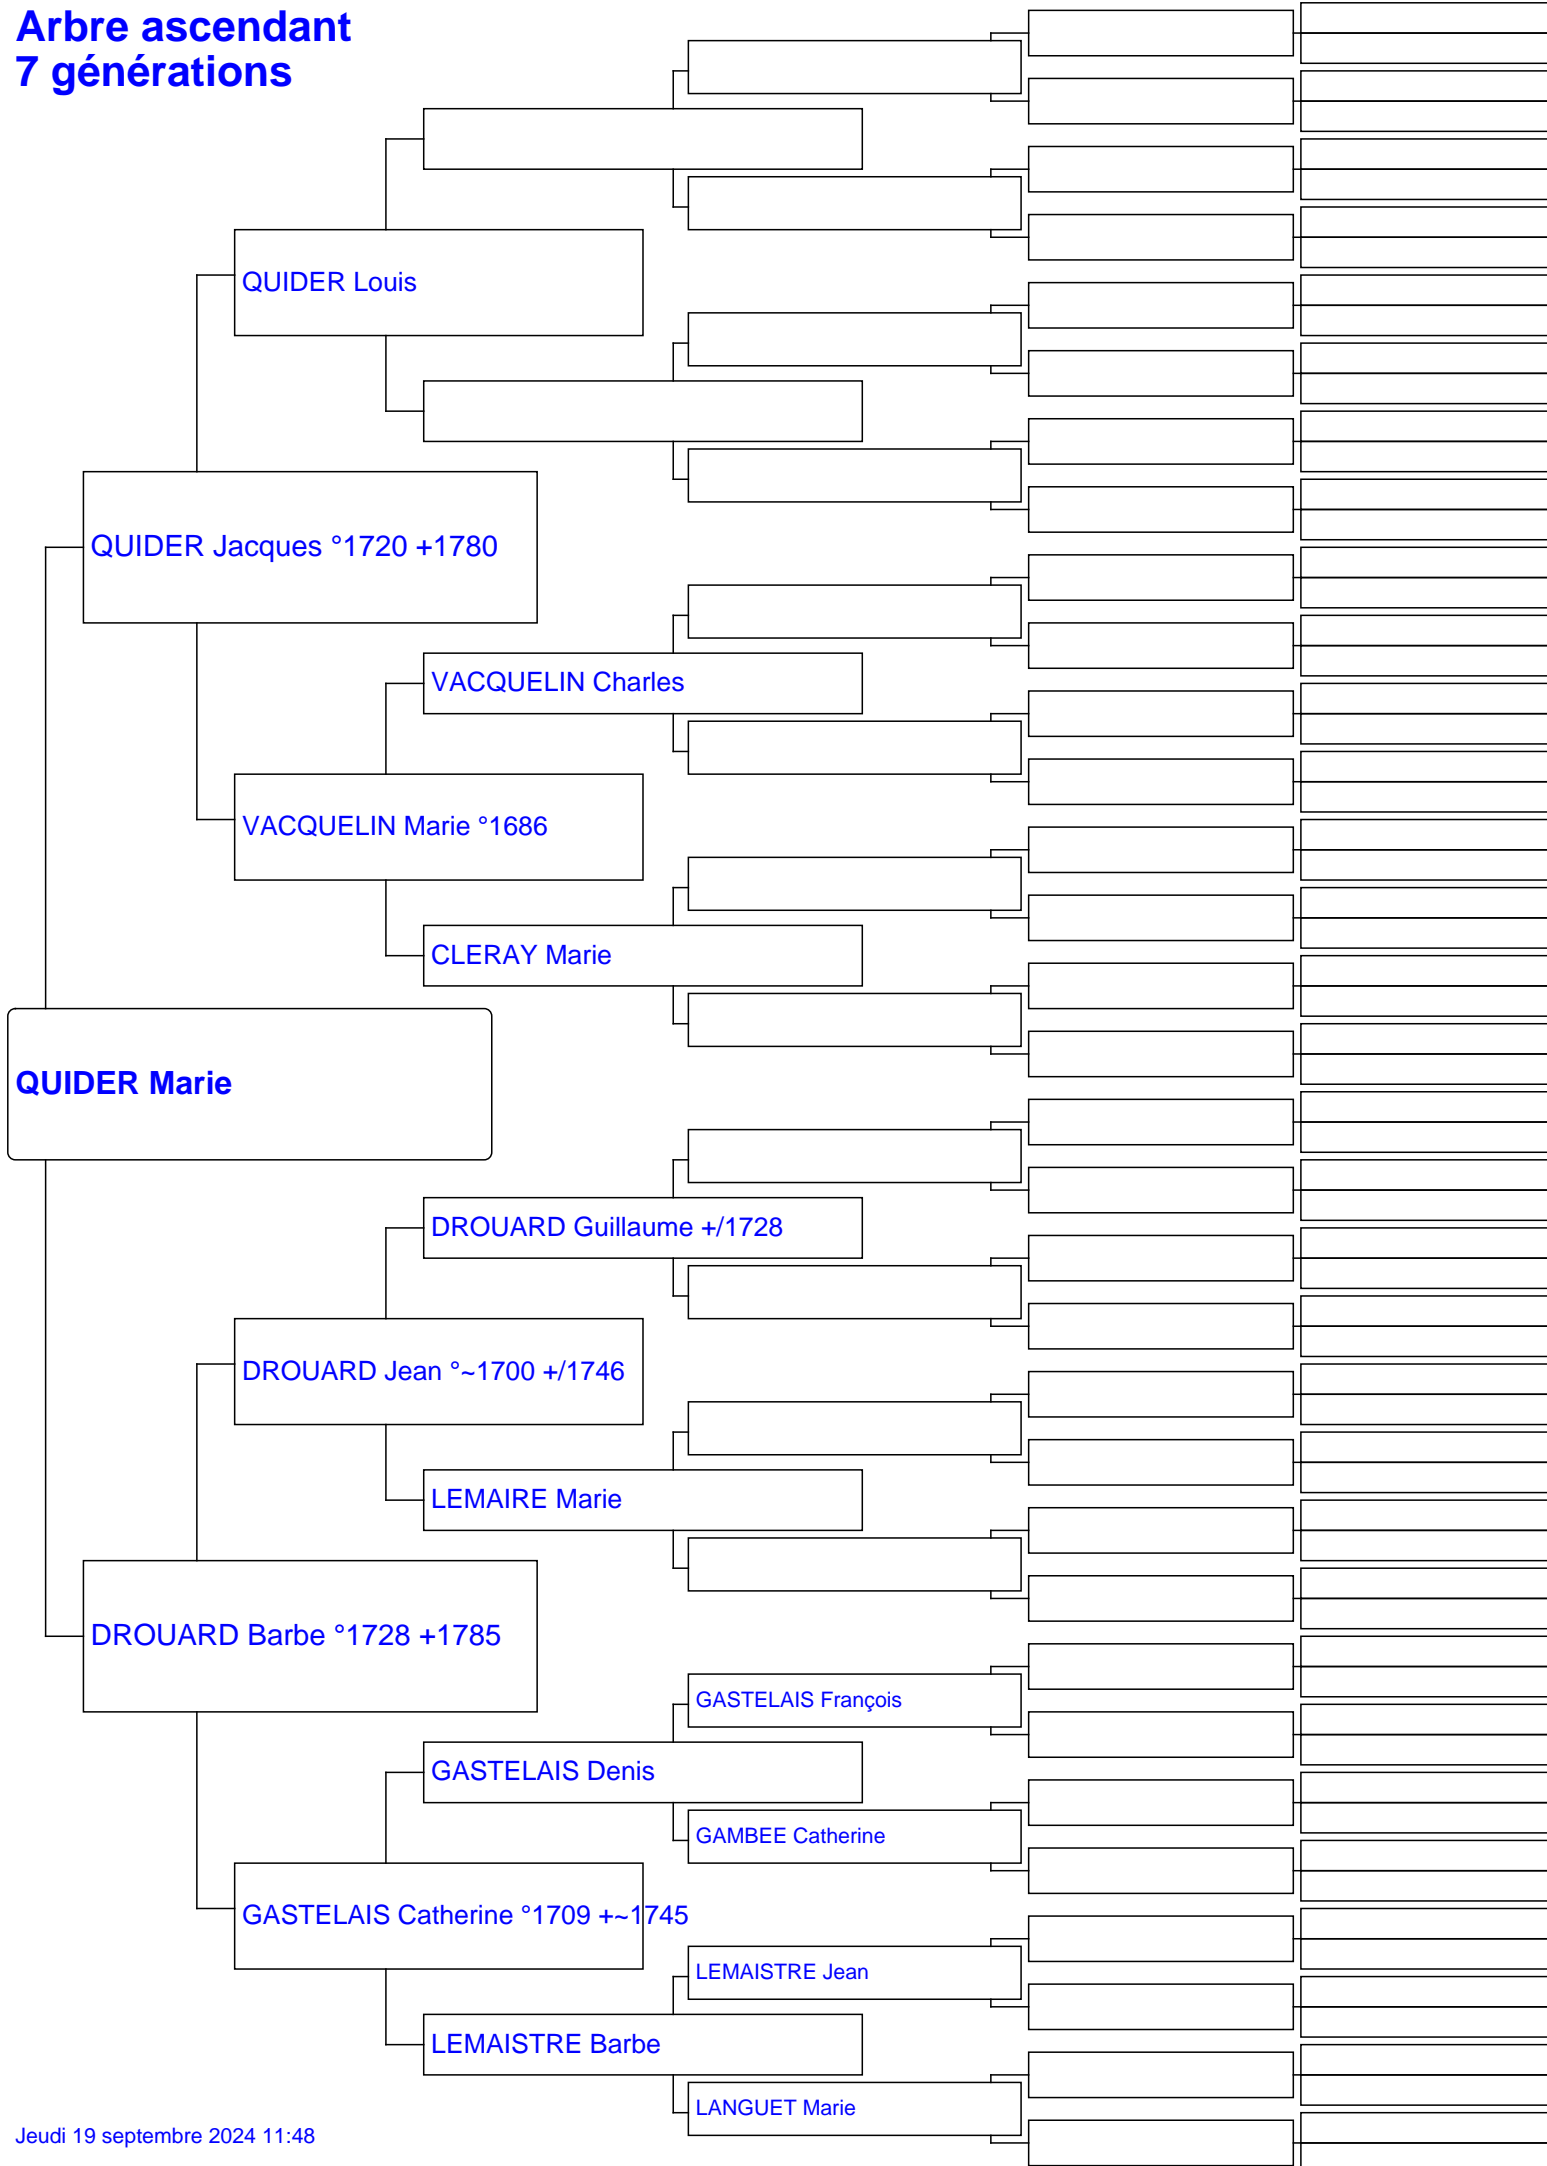 Arbre ascendant
7 générations
QUIDER Louis
QUIDER Jacques °1720 +1780
VACQUELIN Charles
VACQUELIN Marie °1686
CLERAY Marie
QUIDER Marie
DROUARD Guillaume +/1728
DROUARD Jean °~1700 +/1746
LEMAIRE Marie
DROUARD Barbe °1728 +1785
GASTELAIS François
GASTELAIS Denis
GAMBEE Catherine
GASTELAIS Catherine °1709 +~1745
LEMAISTRE Jean
LEMAISTRE Barbe
LANGUET Marie
Jeudi 19 septembre 2024 11:48